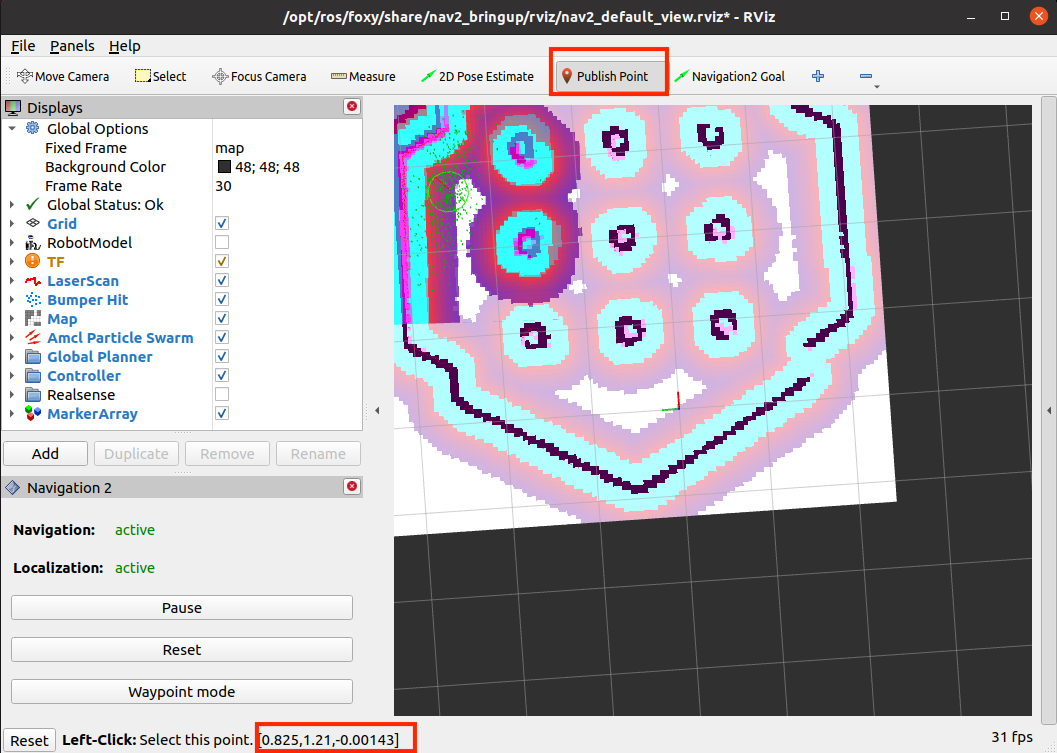 /opt/ros/foxy/share/nav2_bringup/rviz/nav2_default_view.rviz* - RViz
File Panels Help
Move Camera Select Focus Camera Measure 2D Pose Estimate Publish Point Navigation2 Goal
Displays
Global Options
Fixed Frame map
Background Color 48; 48; 48
Frame Rate 30
Global Status: Ok
Grid
RobotModel
TF
LaserScan
Bumper Hit
Map
Amcl Particle Swarm
Global Planner
Controller
Realsense
MarkerArray
Add Duplicate Remove Rename
Navigation 2
Navigation: active
Localization: active
Pause
Reset
Waypoint mode
Reset Left-Click: Select this point. [0.825,1.21,-0.00143] 31 fps